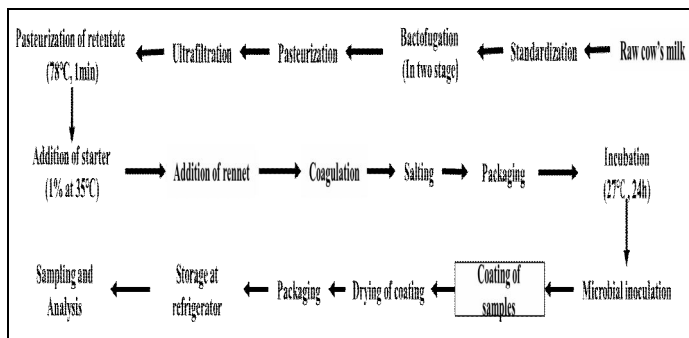 Pasteurization of retentate
(78°C, 1min)
Ultrafiltration
Pasteurization
Bactofugation
(In two stage)
Standardization
Raw cow's milk
Addition of starter
(1% at 35°C)
Addition of rennet
Coagulation
Salting
Packaging
Incubation
(27°C, 24h)
Sampling and
Analysis
Storage at
refrigerator
Packaging
Drying of coating
Coating of
samples
Microbial inoculation